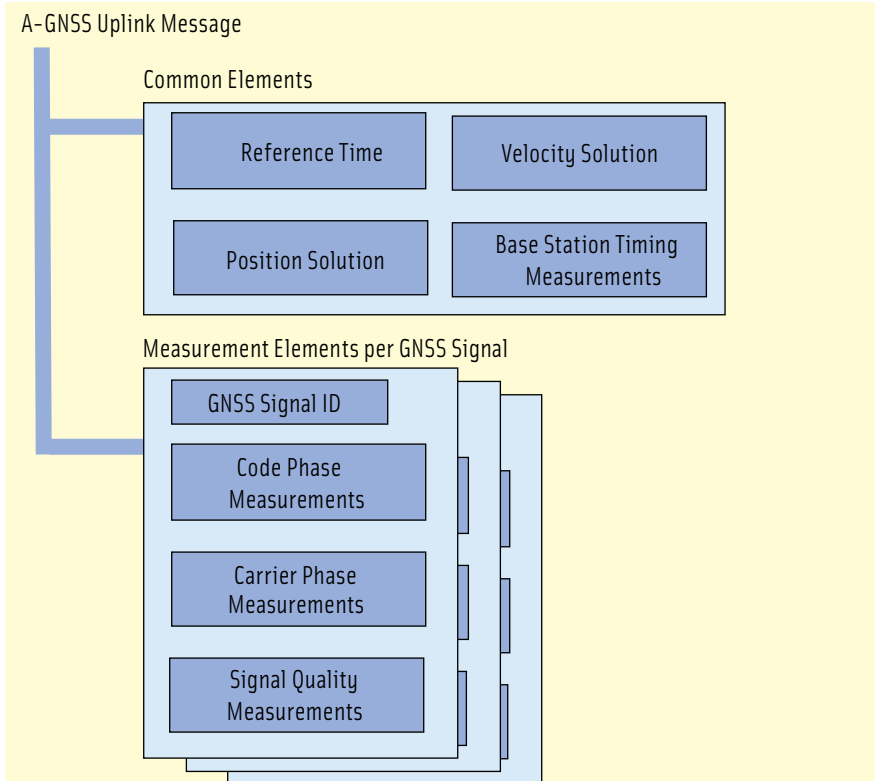 A-GNSS Uplink Message
Common Elements
Reference Time
Velocity Solution
Position Solution
Base Station Timing
Measurements
Measurement Elements per GNSS Signal
GNSS Signal ID
Code Phase
Measurements
Carrier Phase
Measurements
Signal Quality
Measurements